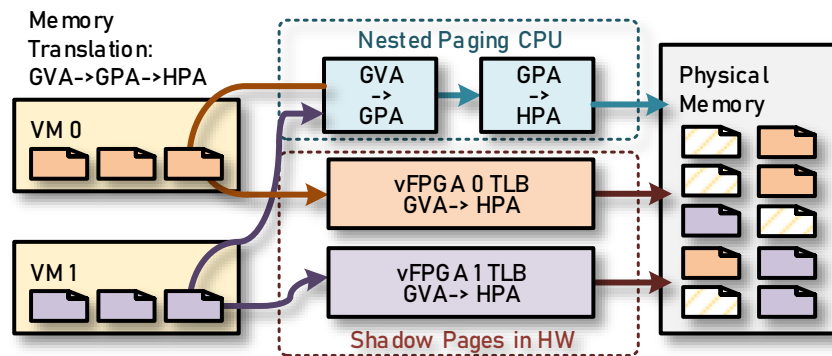 Memory
Translation:
GVA->GPA->HPA
Nested Paging CPU
GVA
->
GPA
GPA
->
HPA
Physical
Memory
VM 0
vFPGA 0 TLB
GVA-> HPA
VM 1
vFPGA 1 TLB
GVA-> HPA
Shadow Pages in HW